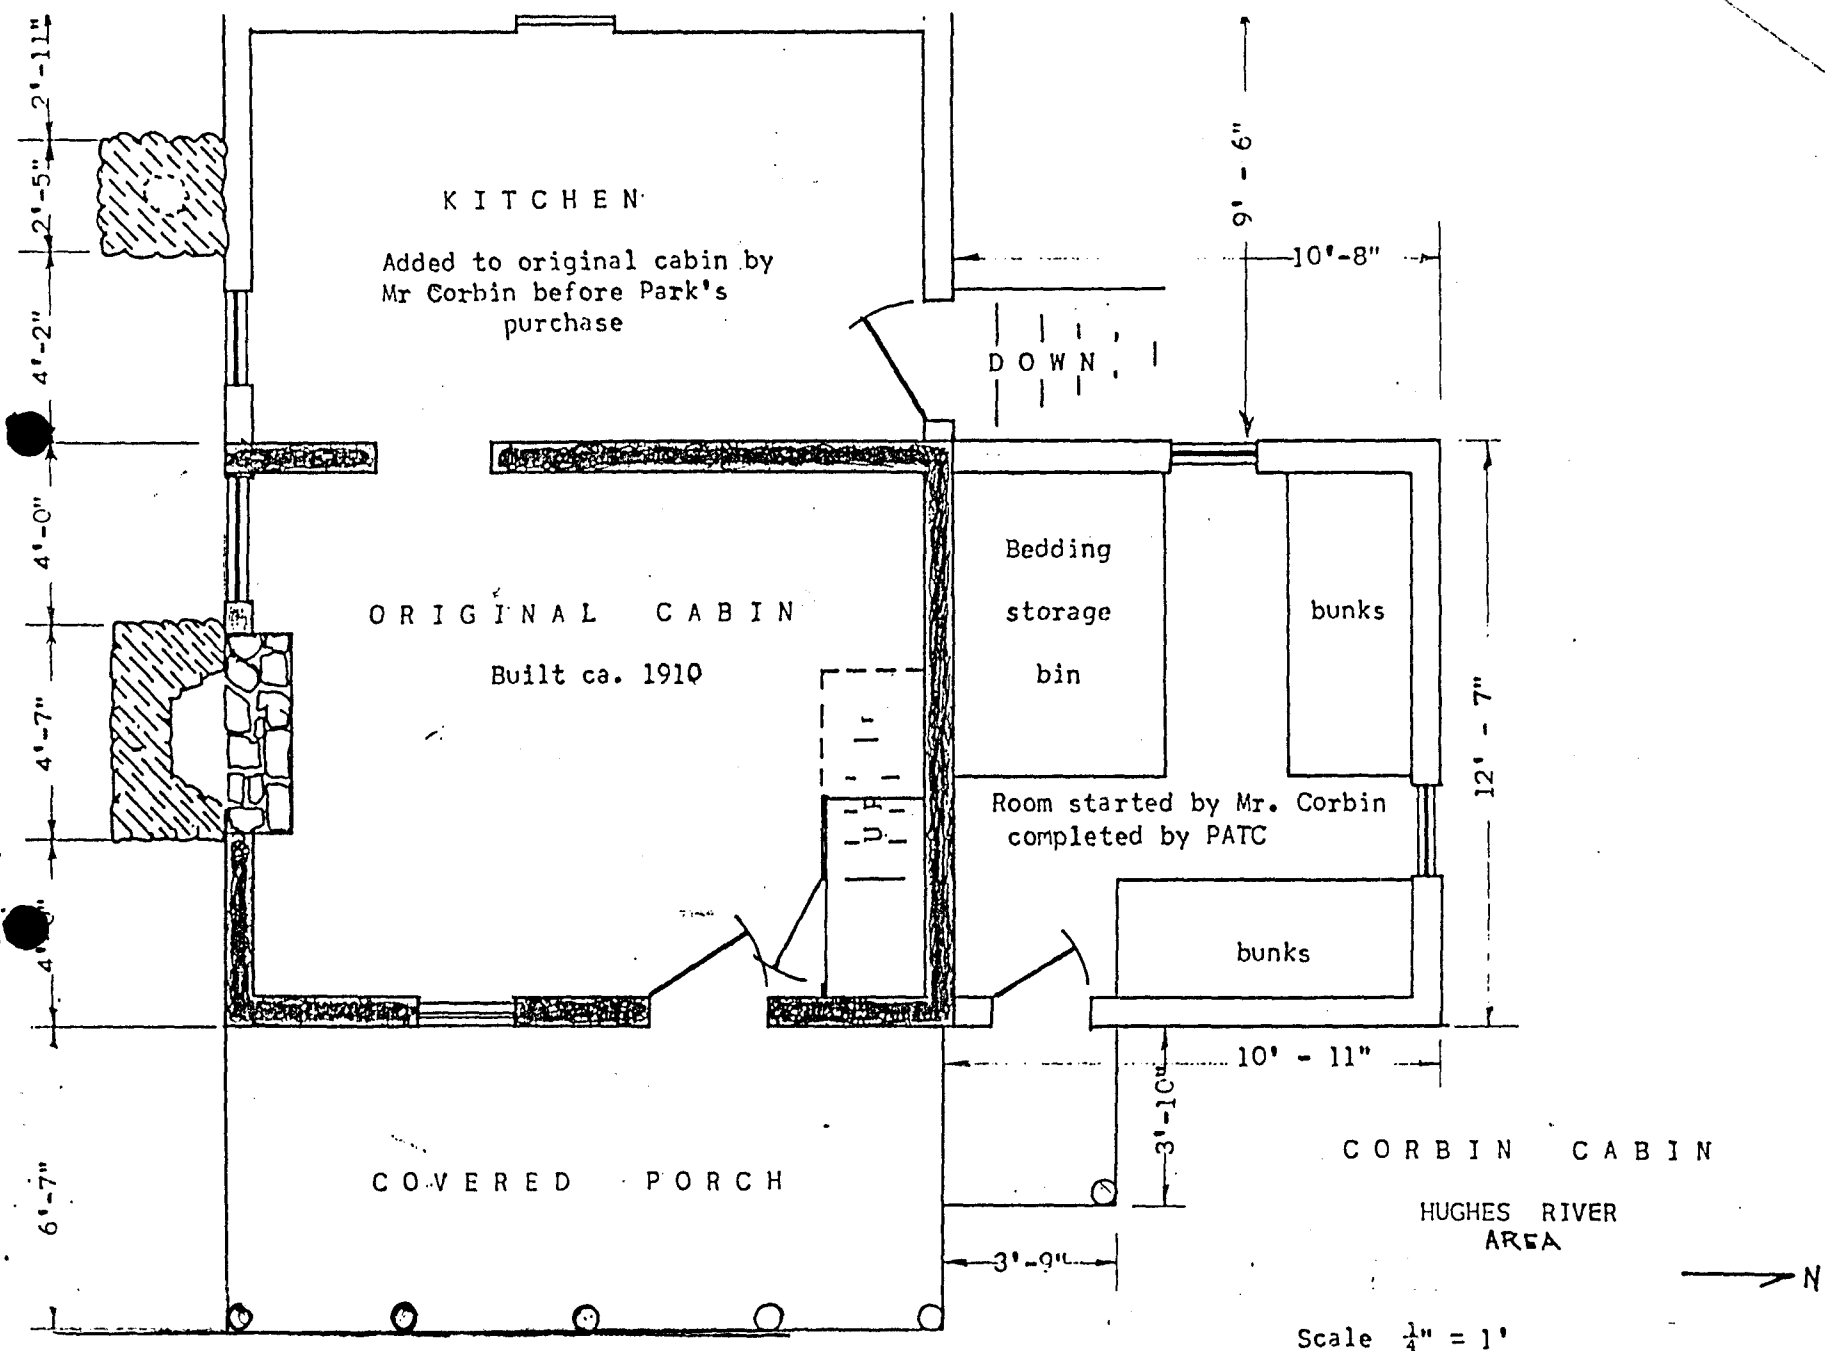 2'-11"
2'-5"
4'-2"
4'-0"
4'-7"
6'-7"
KITCHEN
Added to original cabin by
Mr Corbin before Park's
purchase
9' - 6"
10'-8"
DOWN
ORIGINAL CABIN
Built ca. 1910
UP
Bedding
storage
bin
bunks
12' - 7"
Room started by Mr. Corbin
completed by PATC
bunks
10' - 11"
3'-10"
3'-9"
COVERED PORCH
CORBIN CABIN
HUGHES RIVER
AREA
N
Scale ¼" = 1'